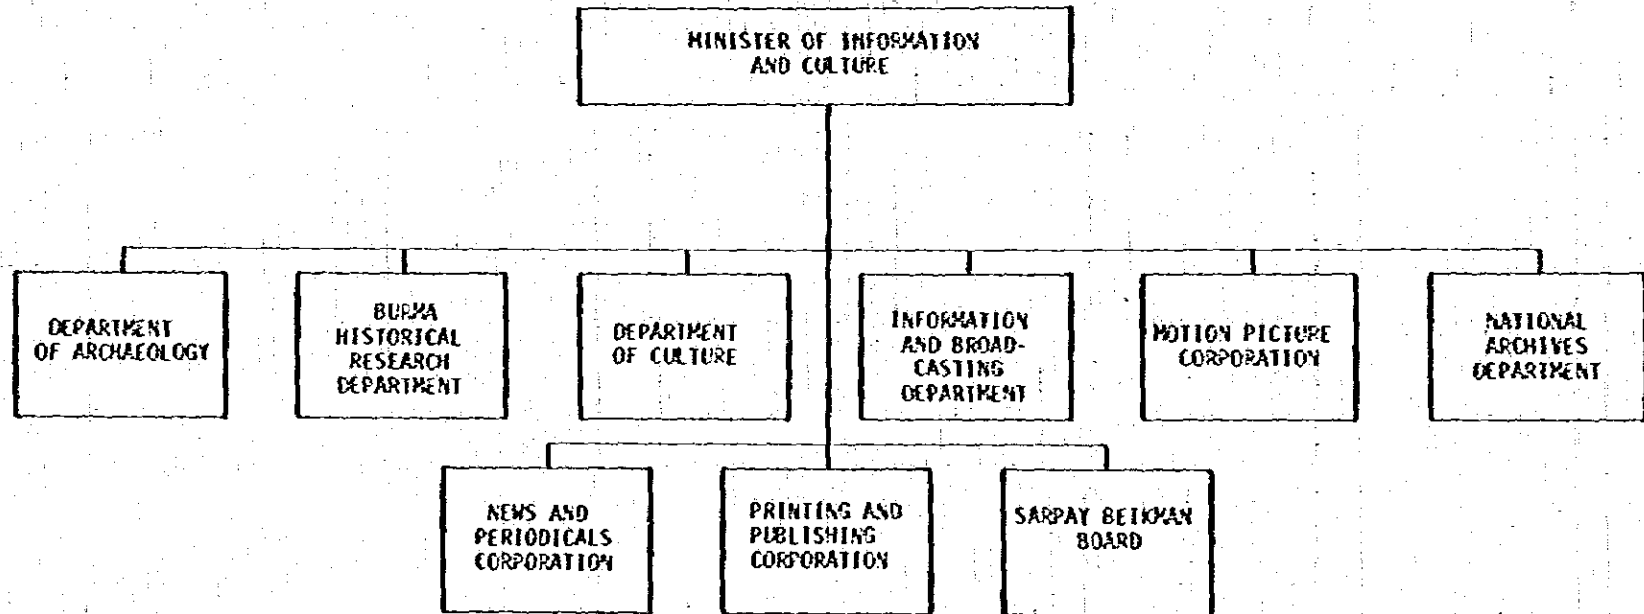 MINISTER OF INFORMATION
AND CULTURE
DEPARTMENT
OF ARCHAEOLOGY
BURMA
HISTORICAL
RESEARCH
DEPARTMENT
DEPARTMENT
OF CULTURE
INFORMATION
AND BROAD-
CASTING
DEPARTMENT
MOTION PICTURE
CORPORATION
NATIONAL
ARCHIVES
DEPARTMENT
NEWS AND
PERIODICALS
CORPORATION
PRINTING AND
PUBLISHING
CORPORATION
SARPAY BEIKMAN
BOARD